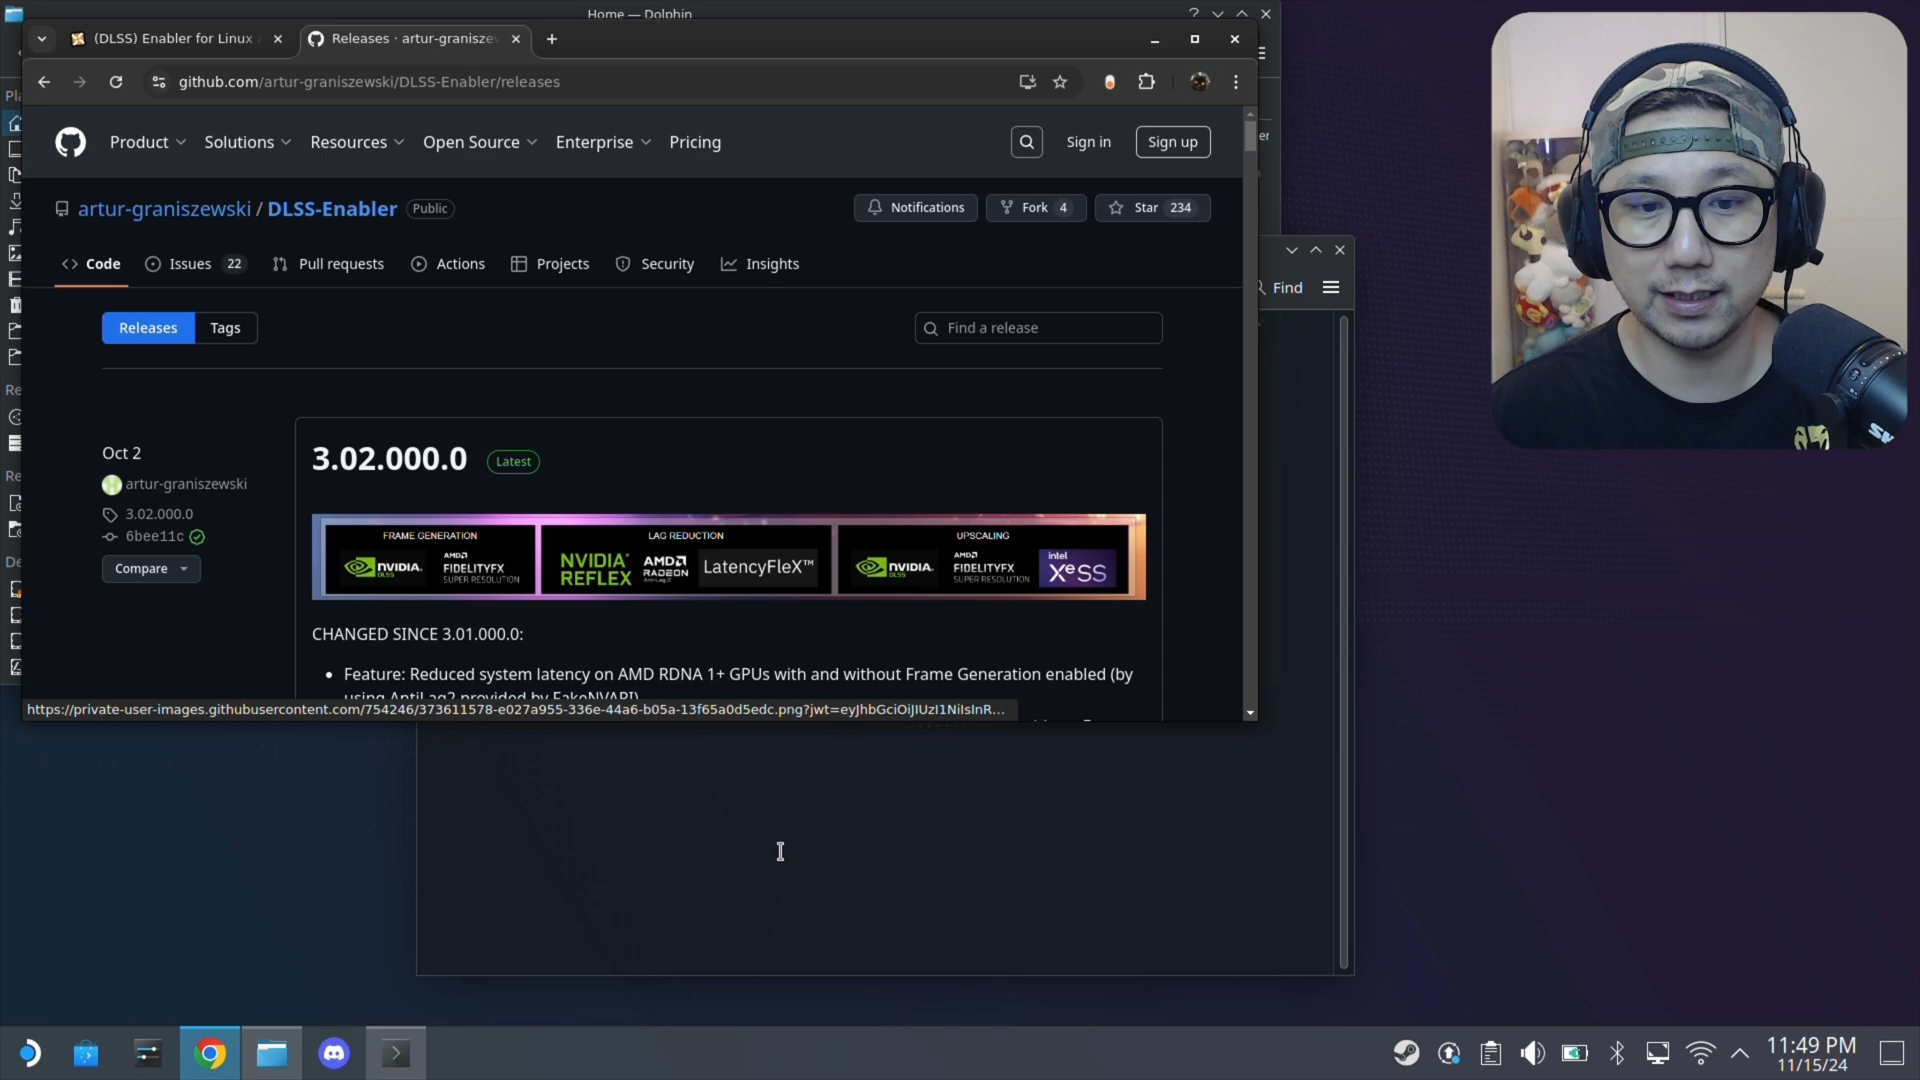 Home — Dolphin
(DLSS) Enabler for Linux
Releases · artur-graniszew
github.com/artur-graniszewski/DLSS-Enabler/releases
Product
Solutions
Resources
Open Source
Enterprise
Pricing
Sign in
Sign up
artur-graniszewski / DLSS-Enabler
Public
Notifications
Fork 4
Star 234
Code
Issues 22
Pull requests
Actions
Projects
Security
Insights
Find
Releases
Tags
Find a release
Oct 2
artur-graniszewski
3.02.000.0
6bee11c
Compare
3.02.000.0
Latest
FRAME GENERATION
LAG REDUCTION
UPSCALING
NVIDIA.
AMD
FIDELITYFX
SUPER RESOLUTION
NVIDIA
REFLEX
AMD
RADEON
LatencyFleX™
NVIDIA.
AMD
FIDELITYFX
SUPER RESOLUTION
intel
XeSS
CHANGED SINCE 3.01.000.0:
Feature: Reduced system latency on AMD RDNA 1+ GPUs with and without Frame Generation enabled (by
using AntiLag2 provided by FakeNVAPI)
https://private-user-images.githubusercontent.com/754246/373611578-e027a955-336e-44a6-b05a-13f65a0d5edc.png?jwt=eyJhbGciOiJIUzI1NiIsInR...
11:49 PM
11/15/24